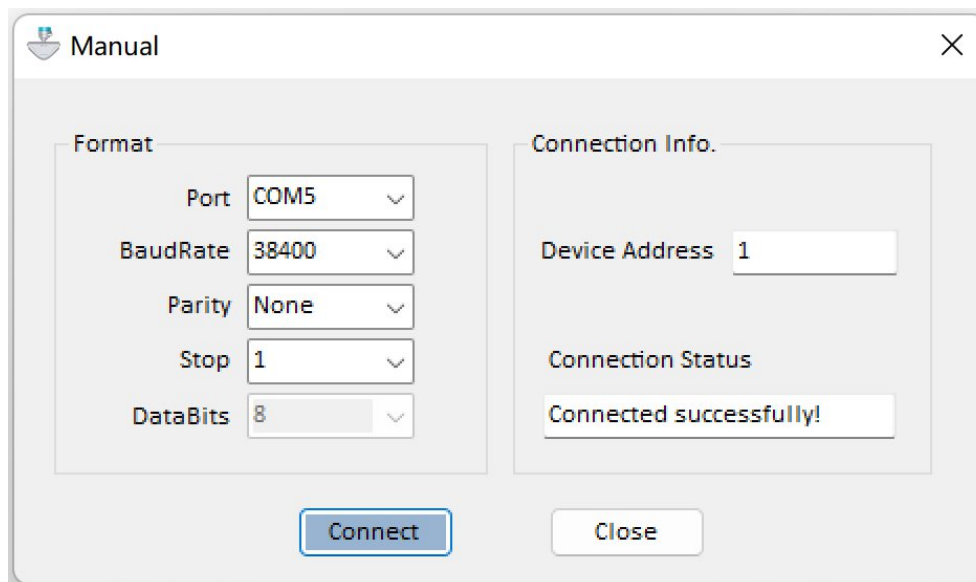 Manual
Format
Port COM5
BaudRate 38400
Parity None
Stop 1
DataBits 8
Connection Info.
Device Address 1
Connection Status
Connected successfully!
Connect Close